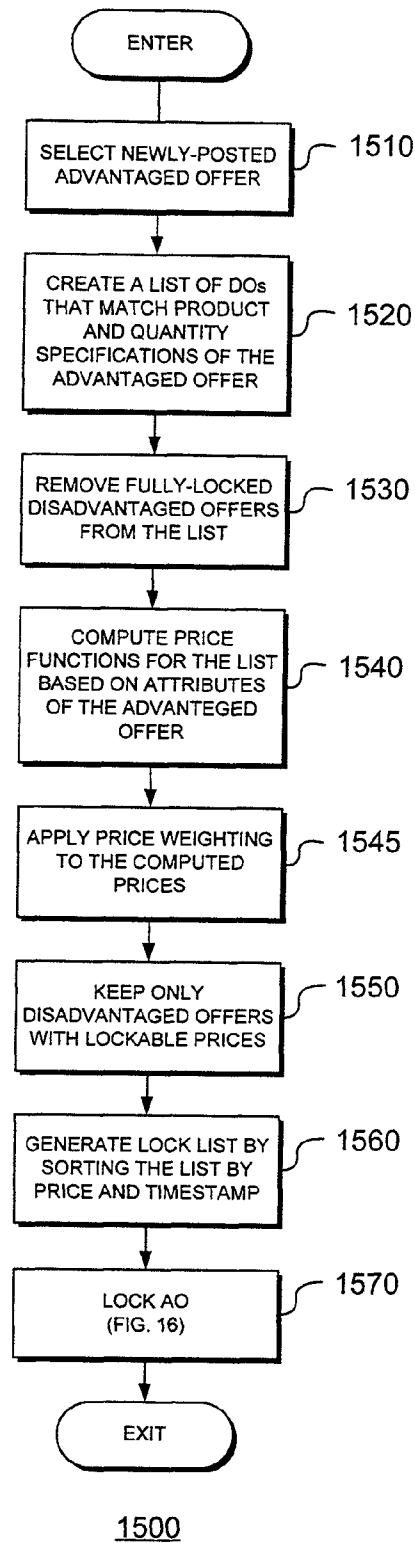 ENTER
SELECT NEWLY-POSTED
ADVANTAGED OFFER
1510
CREATE A LIST OF DOs
THAT MATCH PRODUCT
AND QUANTITY
SPECIFICATIONS OF THE
ADVANTAGED OFFER
1520
REMOVE FULLY-LOCKED
DISADVANTAGED OFFERS
FROM THE LIST
1530
COMPUTE PRICE
FUNCTIONS FOR THE LIST
BASED ON ATTRIBUTES
OF THE ADVANTEGED
OFFER
1540
APPLY PRICE WEIGHTING
TO THE COMPUTED
PRICES
1545
KEEP ONLY
DISADVANTAGED OFFERS
WITH LOCKABLE PRICES
1550
GENERATE LOCK LIST BY
SORTING THE LIST BY
PRICE AND TIMESTAMP
1560
LOCK AO
(FIG. 16)
1570
EXIT
1500